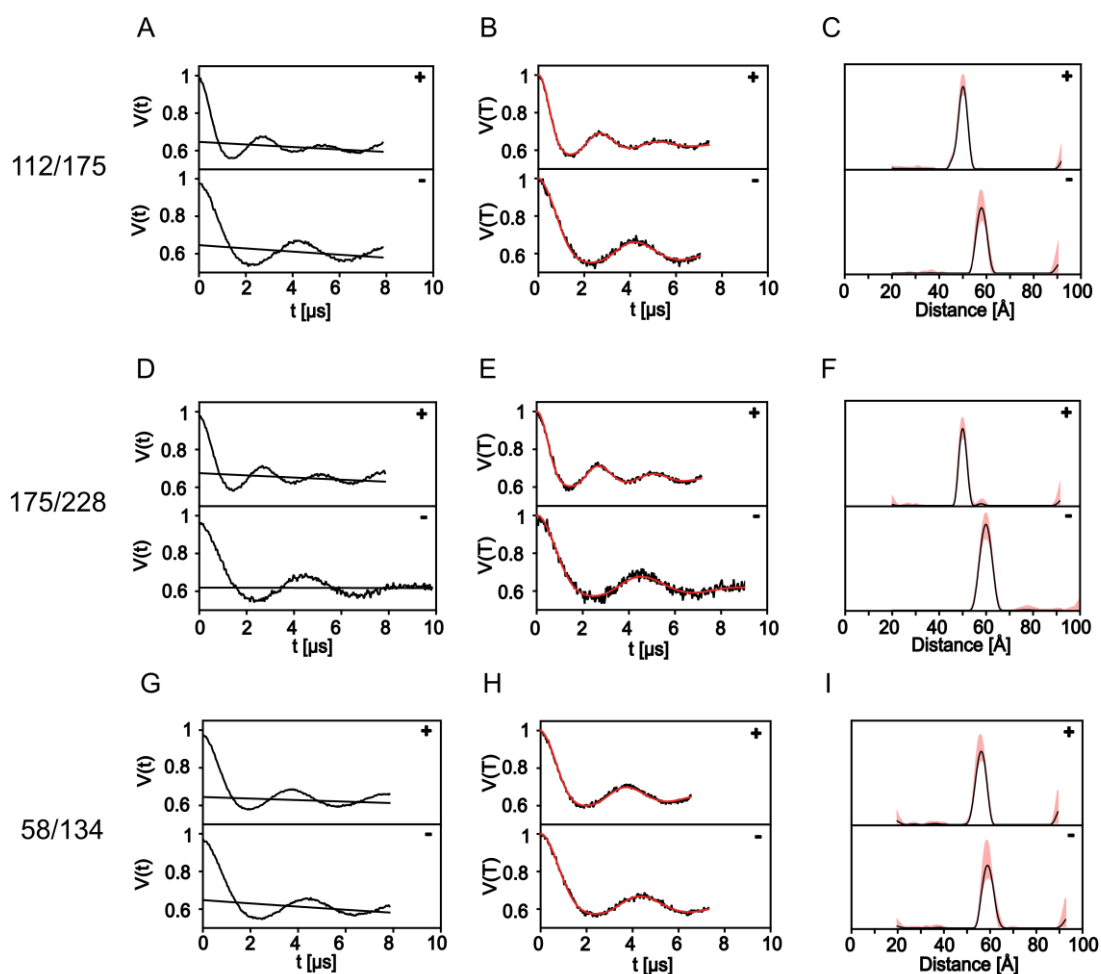 A
B
C
112/175
V(t)
1
0.8
0.6
+
V(t)
1
0.8
0.6
-
0 2 4 6 8 10
t [µs]
V(T)
1
0.8
0.6
+
V(T)
1
0.8
0.6
-
0 2 4 6 8 10
t [µs]
+
-
0 20 40 60 80 100
Distance [Å]
D
E
F
175/228
V(t)
1
0.8
0.6
+
V(t)
1
0.8
0.6
-
0 2 4 6 8 10
t [µs]
V(T)
1
0.8
0.6
+
V(T)
1
0.8
0.6
-
0 2 4 6 8 10
t [µs]
+
-
0 20 40 60 80 100
Distance [Å]
G
H
I
58/134
V(t)
1
0.8
0.6
+
V(t)
1
0.8
0.6
-
0 2 4 6 8 10
t [µs]
V(T)
1
0.8
0.6
+
V(T)
1
0.8
0.6
-
0 2 4 6 8 10
t [µs]
+
-
0 20 40 60 80 100
Distance [Å]